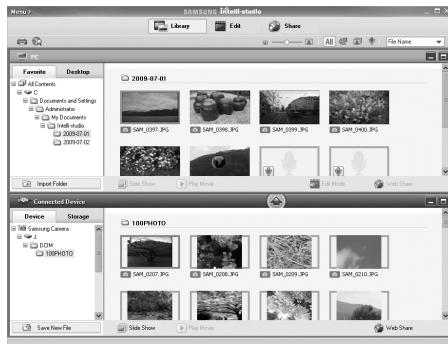 Menu >
SAMSUNG Intelli-studio
Library
Edit
Share
All
File Name
PC
Favorite
Desktop
All Contents
C:
Documents and Settings
Administrator
My Documents
Intelli-studio
2009-07-01
2009-07-02
Import Folder
2009-07-01
SAM_0397.JPG
SAM_0398.JPG
SAM_0399.JPG
SAM_0400.JPG
Slide Show
Play Movie
Edit Mode
Web Share
Connected Device
Device
Storage
Samsung Camera
J:
DCIM
100PHOTO
Save New File
100PHOTO
SAM_0207.JPG
SAM_0208.JPG
SAM_0209.JPG
SAM_0210.JPG
Slide Show
Play Movie
Web Share